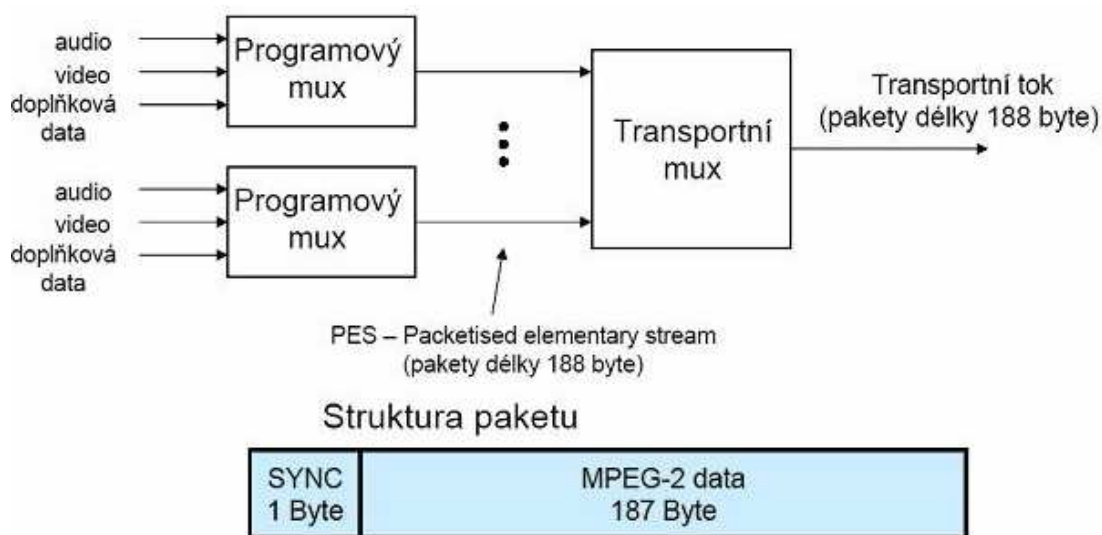 audio
video
doplňková
data
Programový
mux
audio
video
doplňková
data
Programový
mux
Transportní
mux
Transportní tok
(pakety délky 188 byte)
PES – Packetised elementary stream
(pakety délky 188 byte)
Struktura paketu
SYNC
1 Byte
MPEG-2 data
187 Byte